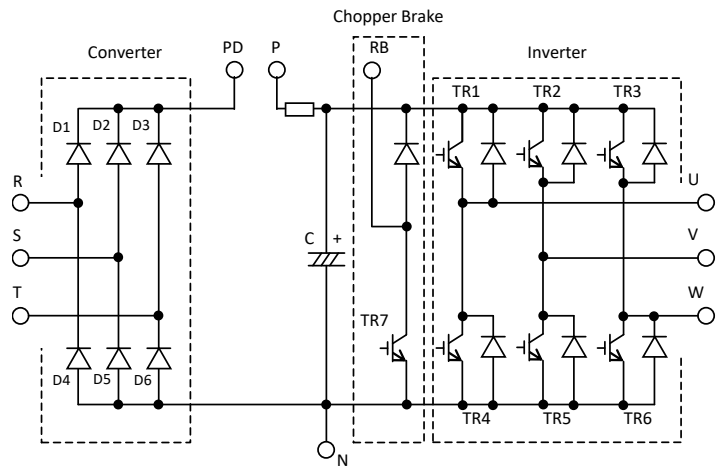 Chopper Brake
Converter
PD
P
RB
Inverter
TR1
TR2
TR3
D1
D2
D3
R
U
S
V
C
+
T
W
TR7
D4
D5
D6
TR4
TR5
TR6
N